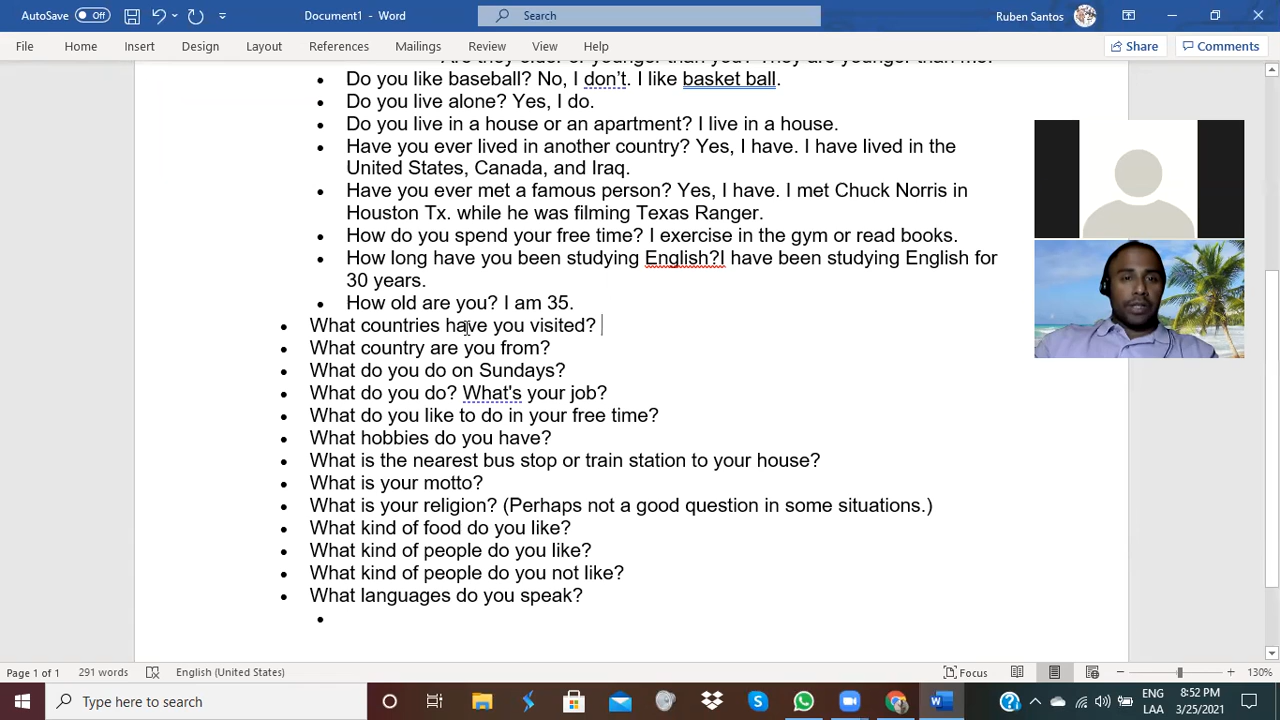 AutoSave Off Document1 - Word Search Ruben Santos
File Home Insert Design Layout References Mailings Review View Help Share Comments
Are they older or younger than you? They are younger than me.
• Do you like baseball? No, I don't. I like basket ball.
• Do you live alone? Yes, I do.
• Do you live in a house or an apartment? I live in a house.
• Have you ever lived in another country? Yes, I have. I have lived in the
United States, Canada, and Iraq.
• Have you ever met a famous person? Yes, I have. I met Chuck Norris in
Houston Tx. while he was filming Texas Ranger.
• How do you spend your free time? I exercise in the gym or read books.
• How long have you been studying English?I have been studying English for
30 years.
• How old are you? I am 35.
• What countries have you visited?
• What country are you from?
• What do you do on Sundays?
• What do you do? What's your job?
• What do you like to do in your free time?
• What hobbies do you have?
• What is the nearest bus stop or train station to your house?
• What is your motto?
• What is your religion? (Perhaps not a good question in some situations.)
• What kind of food do you like?
• What kind of people do you like?
• What kind of people do you not like?
• What languages do you speak?
•
Page 1 of 1 291 words English (United States) Focus 130%
Type here to search ENG 8:52 PM
LAA 3/25/2021